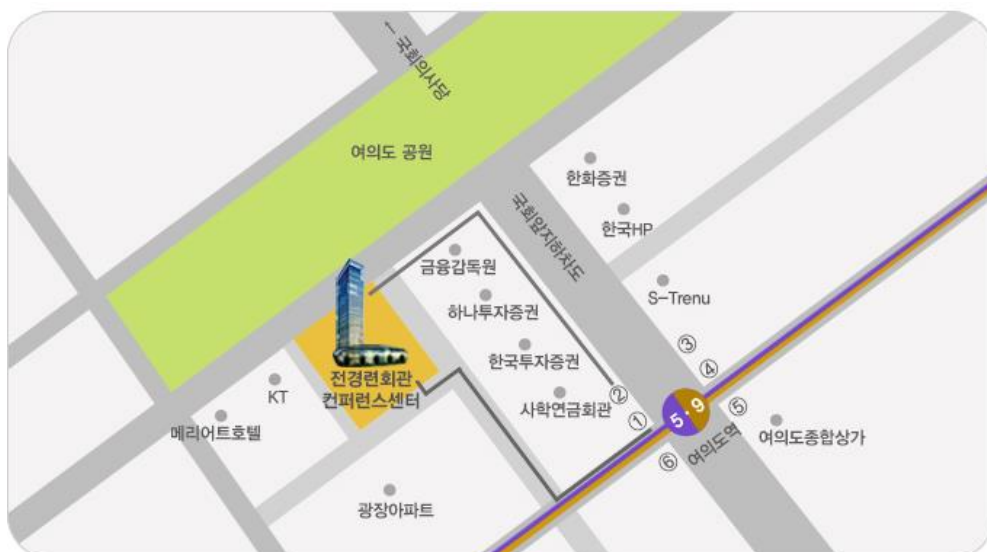 ← 국회의사당
여의도 공원
한화증권
한국HP
국회앞지하차도
금융감독원
S-Trenu
하나투자증권
③
한국투자증권
④
전경련회관
컨퍼런스센터
KT
사학연금회관
②
①
5·9
⑤
메리어트호텔
여의도역
여의도종합상가
⑥
광장아파트